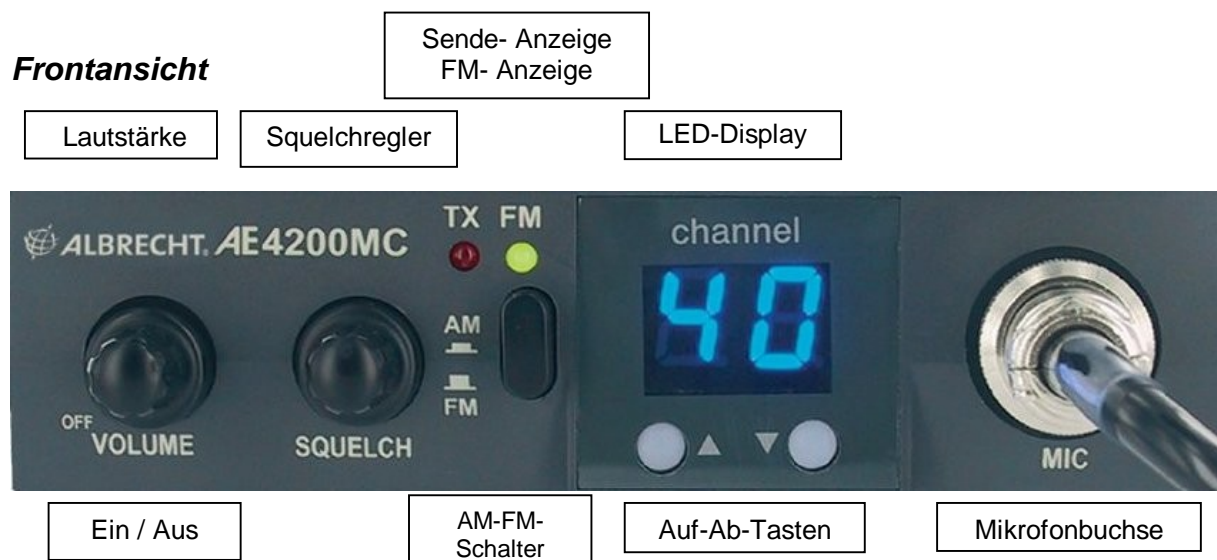 Sende- Anzeige
FM- Anzeige
Frontansicht
Lautstärke
Squelchregler
LED-Display
TX FM
channel
ALBRECHT. AE4200MC
40
AM
FM
OFF
VOLUME
SQUELCH
MIC
Ein / Aus
AM-FM-
Schalter
Auf-Ab-Tasten
Mikrofonbuchse